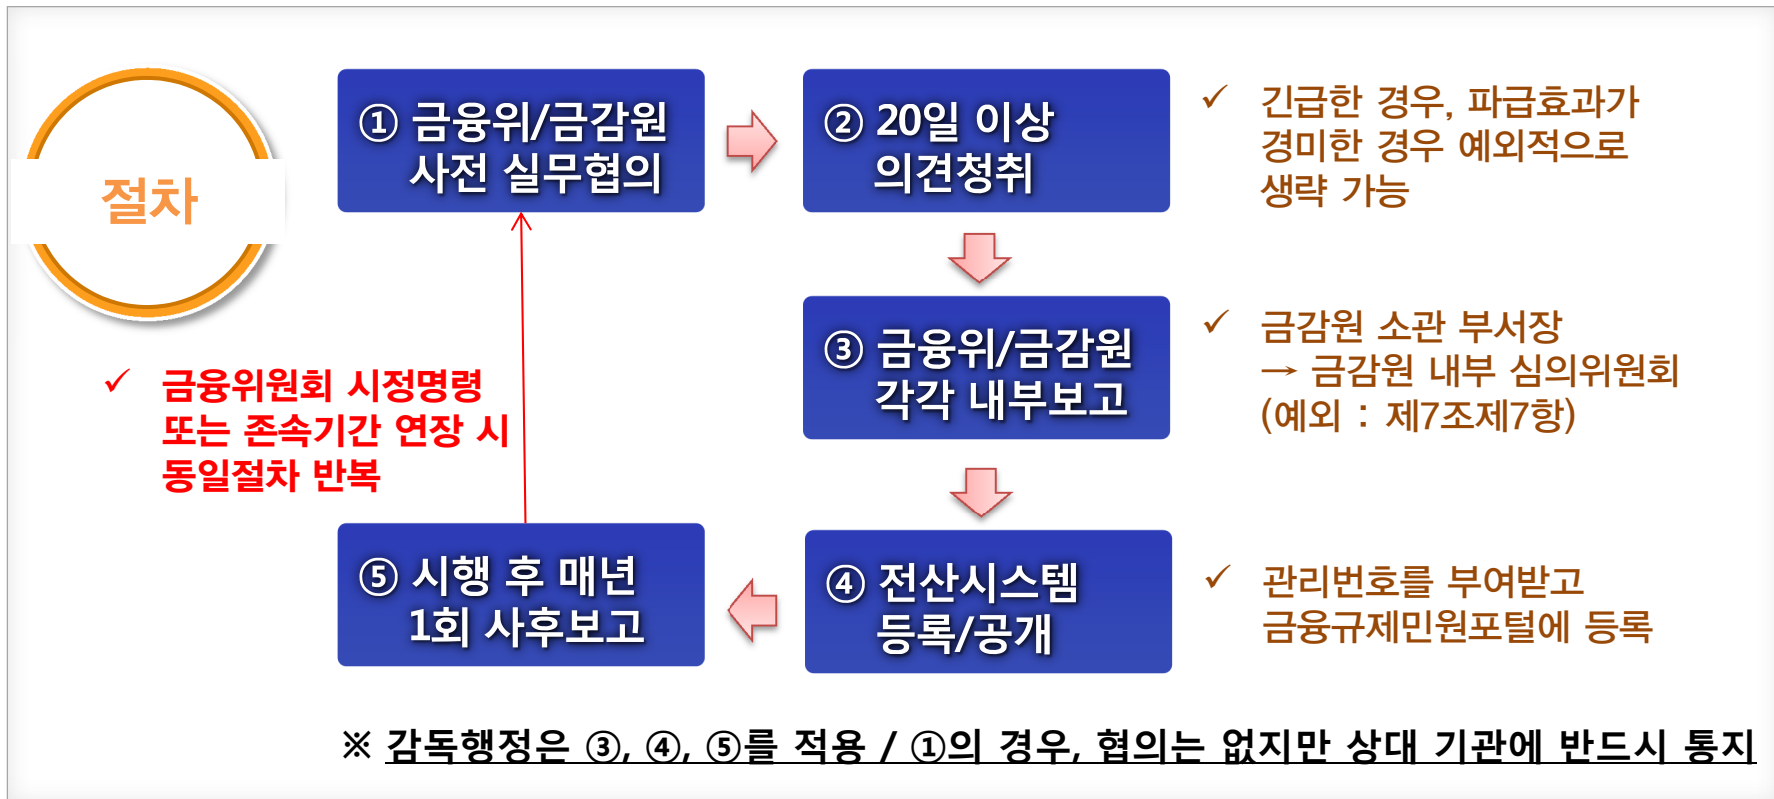 절차
① 금융위/금감원
사전 실무협의
② 20일 이상
의견청취
✓ 긴급한 경우, 파급효과가
경미한 경우 예외적으로
생략 가능
③ 금융위/금감원
각각 내부보고
✓ 금감원 소관 부서장
→ 금감원 내부 심의위원회
(예외 : 제7조제7항)
✓ 금융위원회 시정명령
또는 존속기간 연장 시
동일절차 반복
④ 전산시스템
등록/공개
✓ 관리번호를 부여받고
금융규제민원포털에 등록
⑤ 시행 후 매년
1회 사후보고
※ 감독행정은 ③, ④, ⑤를 적용 / ①의 경우, 협의는 없지만 상대 기관에 반드시 통지